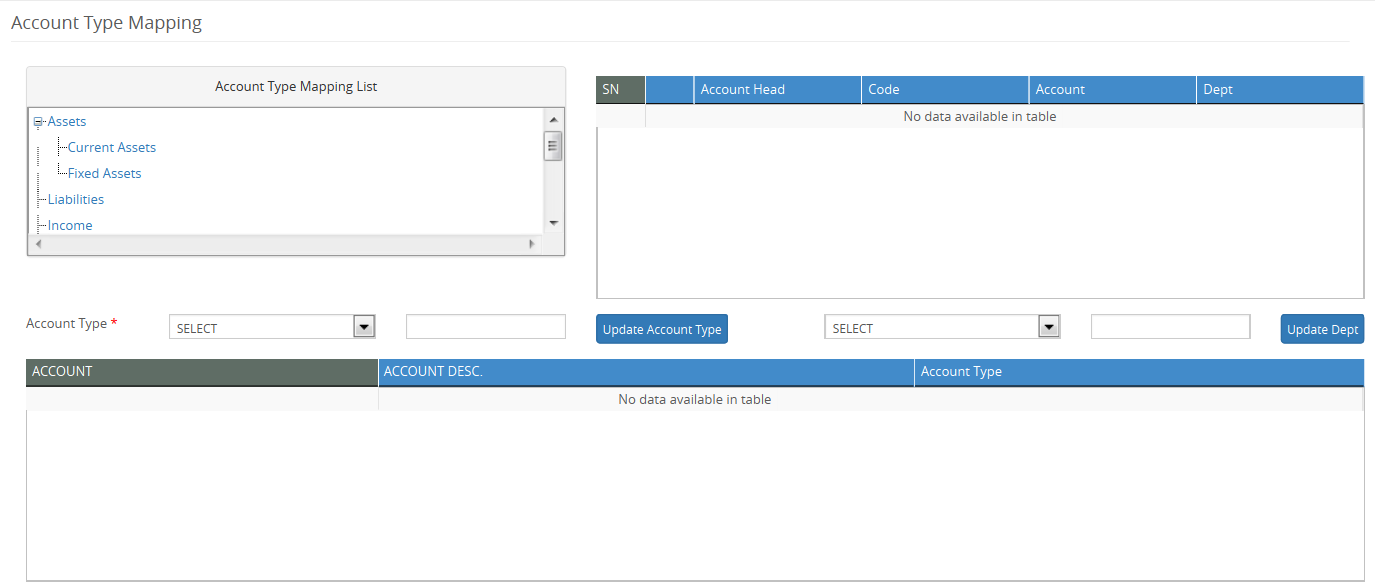 Account Type Mapping
Account Type Mapping List
Assets
Current Assets
Fixed Assets
Liabilities
Income
SN Account Head Code Account Dept
No data available in table
Account Type * SELECT Update Account Type SELECT Update Dept
ACCOUNT ACCOUNT DESC. Account Type
No data available in table